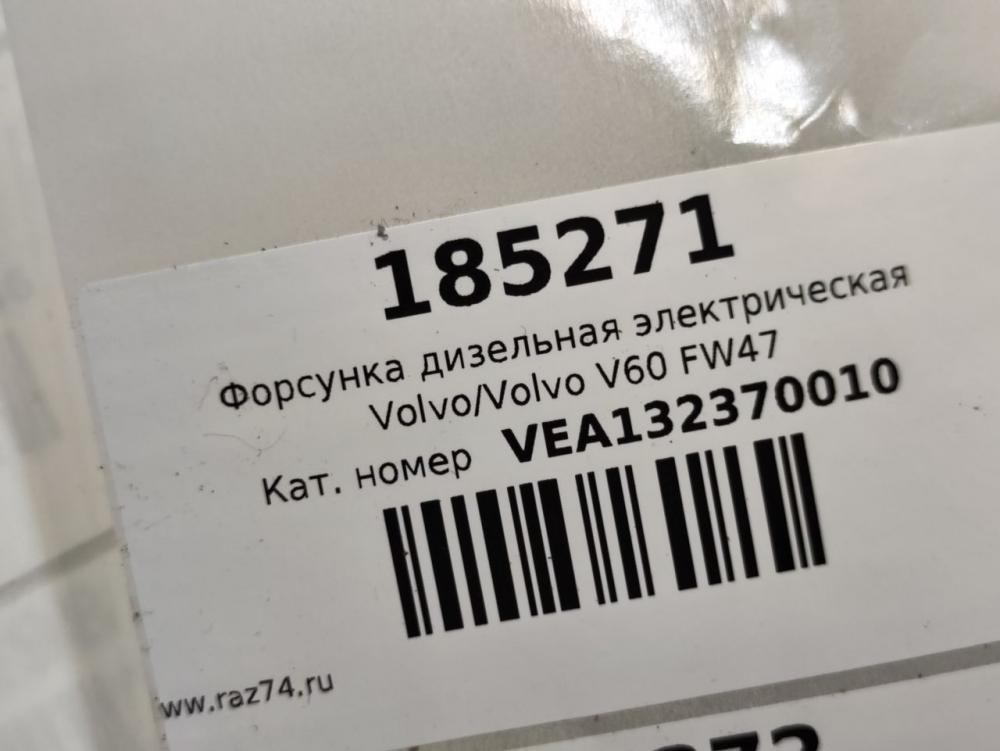 185271
Форсунка дизельная электрическая
Volvo/Volvo V60 FW47
Кат. номер VEA132370010
www.raz74.ru